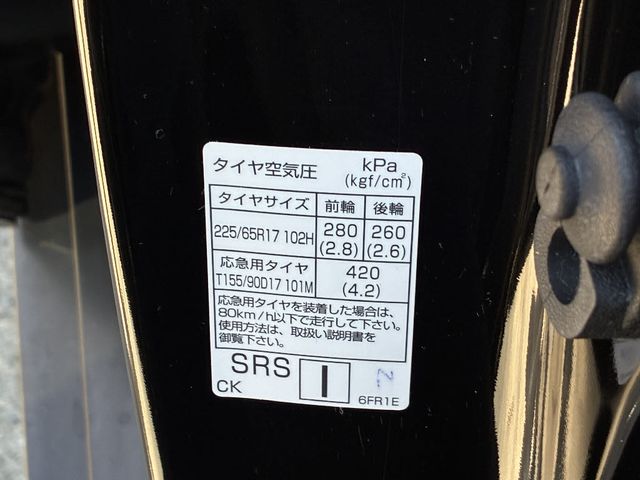 タイヤ空気圧 kPa
(kgf/c㎡)
タイヤサイズ 前輪 後輪
225/65R17 102H 280 260
(2.8) (2.6)
応急用タイヤ 420
T155/90D17 101M (4.2)
応急用タイヤを装着した場合は、
80km/h以下で走行して下さい。
使用方法は、取扱い説明書を
御覧下さい。
SRS I
CK 6FR1E